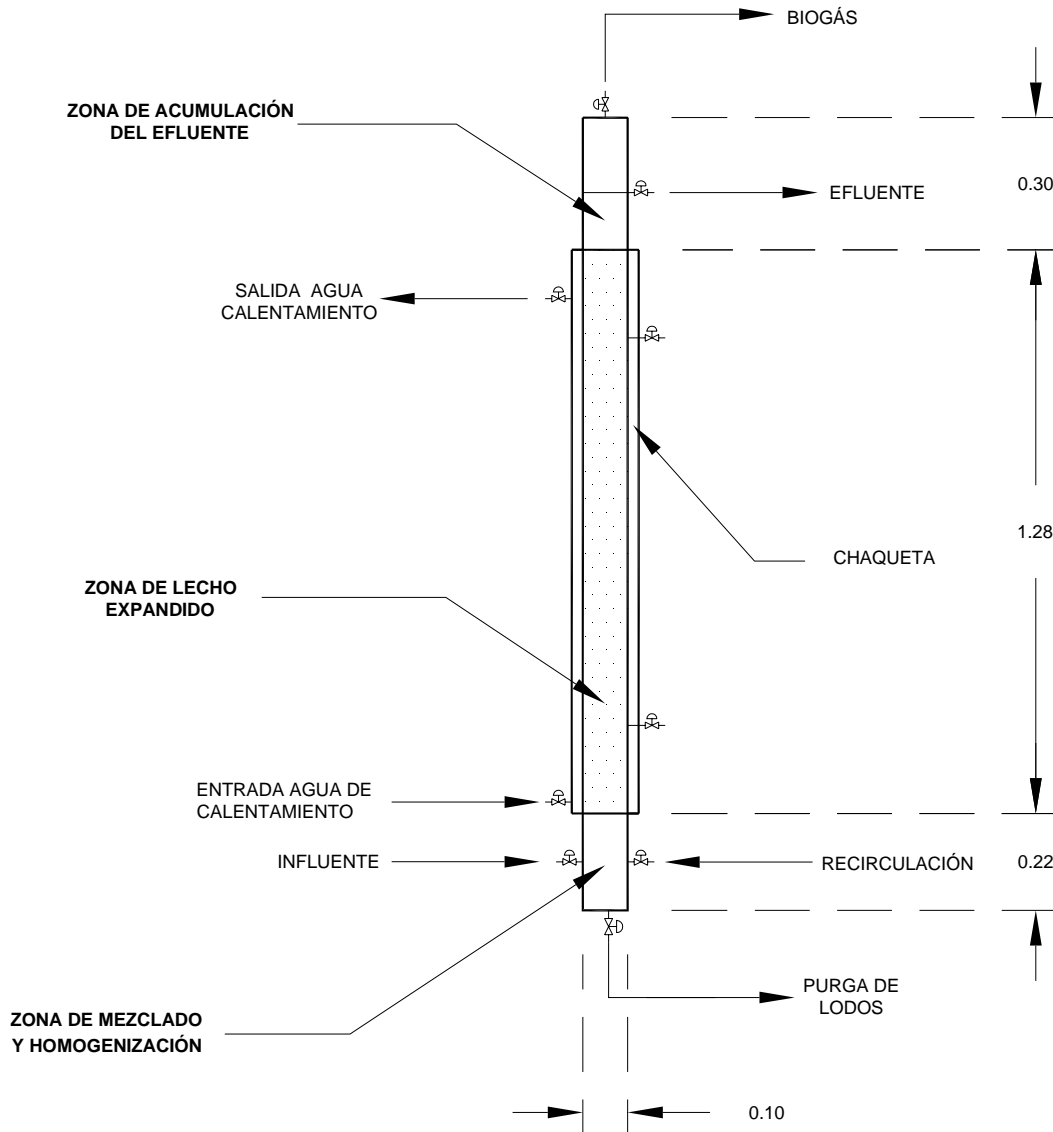 BIOGÁS
ZONA DE ACUMULACIÓN
DEL EFLUENTE
EFLUENTE
0.30
SALIDA AGUA
CALENTAMIENTO
1.28
CHAQUETA
ZONA DE LECHO
EXPANDIDO
ENTRADA AGUA DE
CALENTAMIENTO
INFLUENTE
RECIRCULACIÓN
0.22
PURGA DE
LODOS
ZONA DE MEZCLADO
Y HOMOGENIZACIÓN
0.10